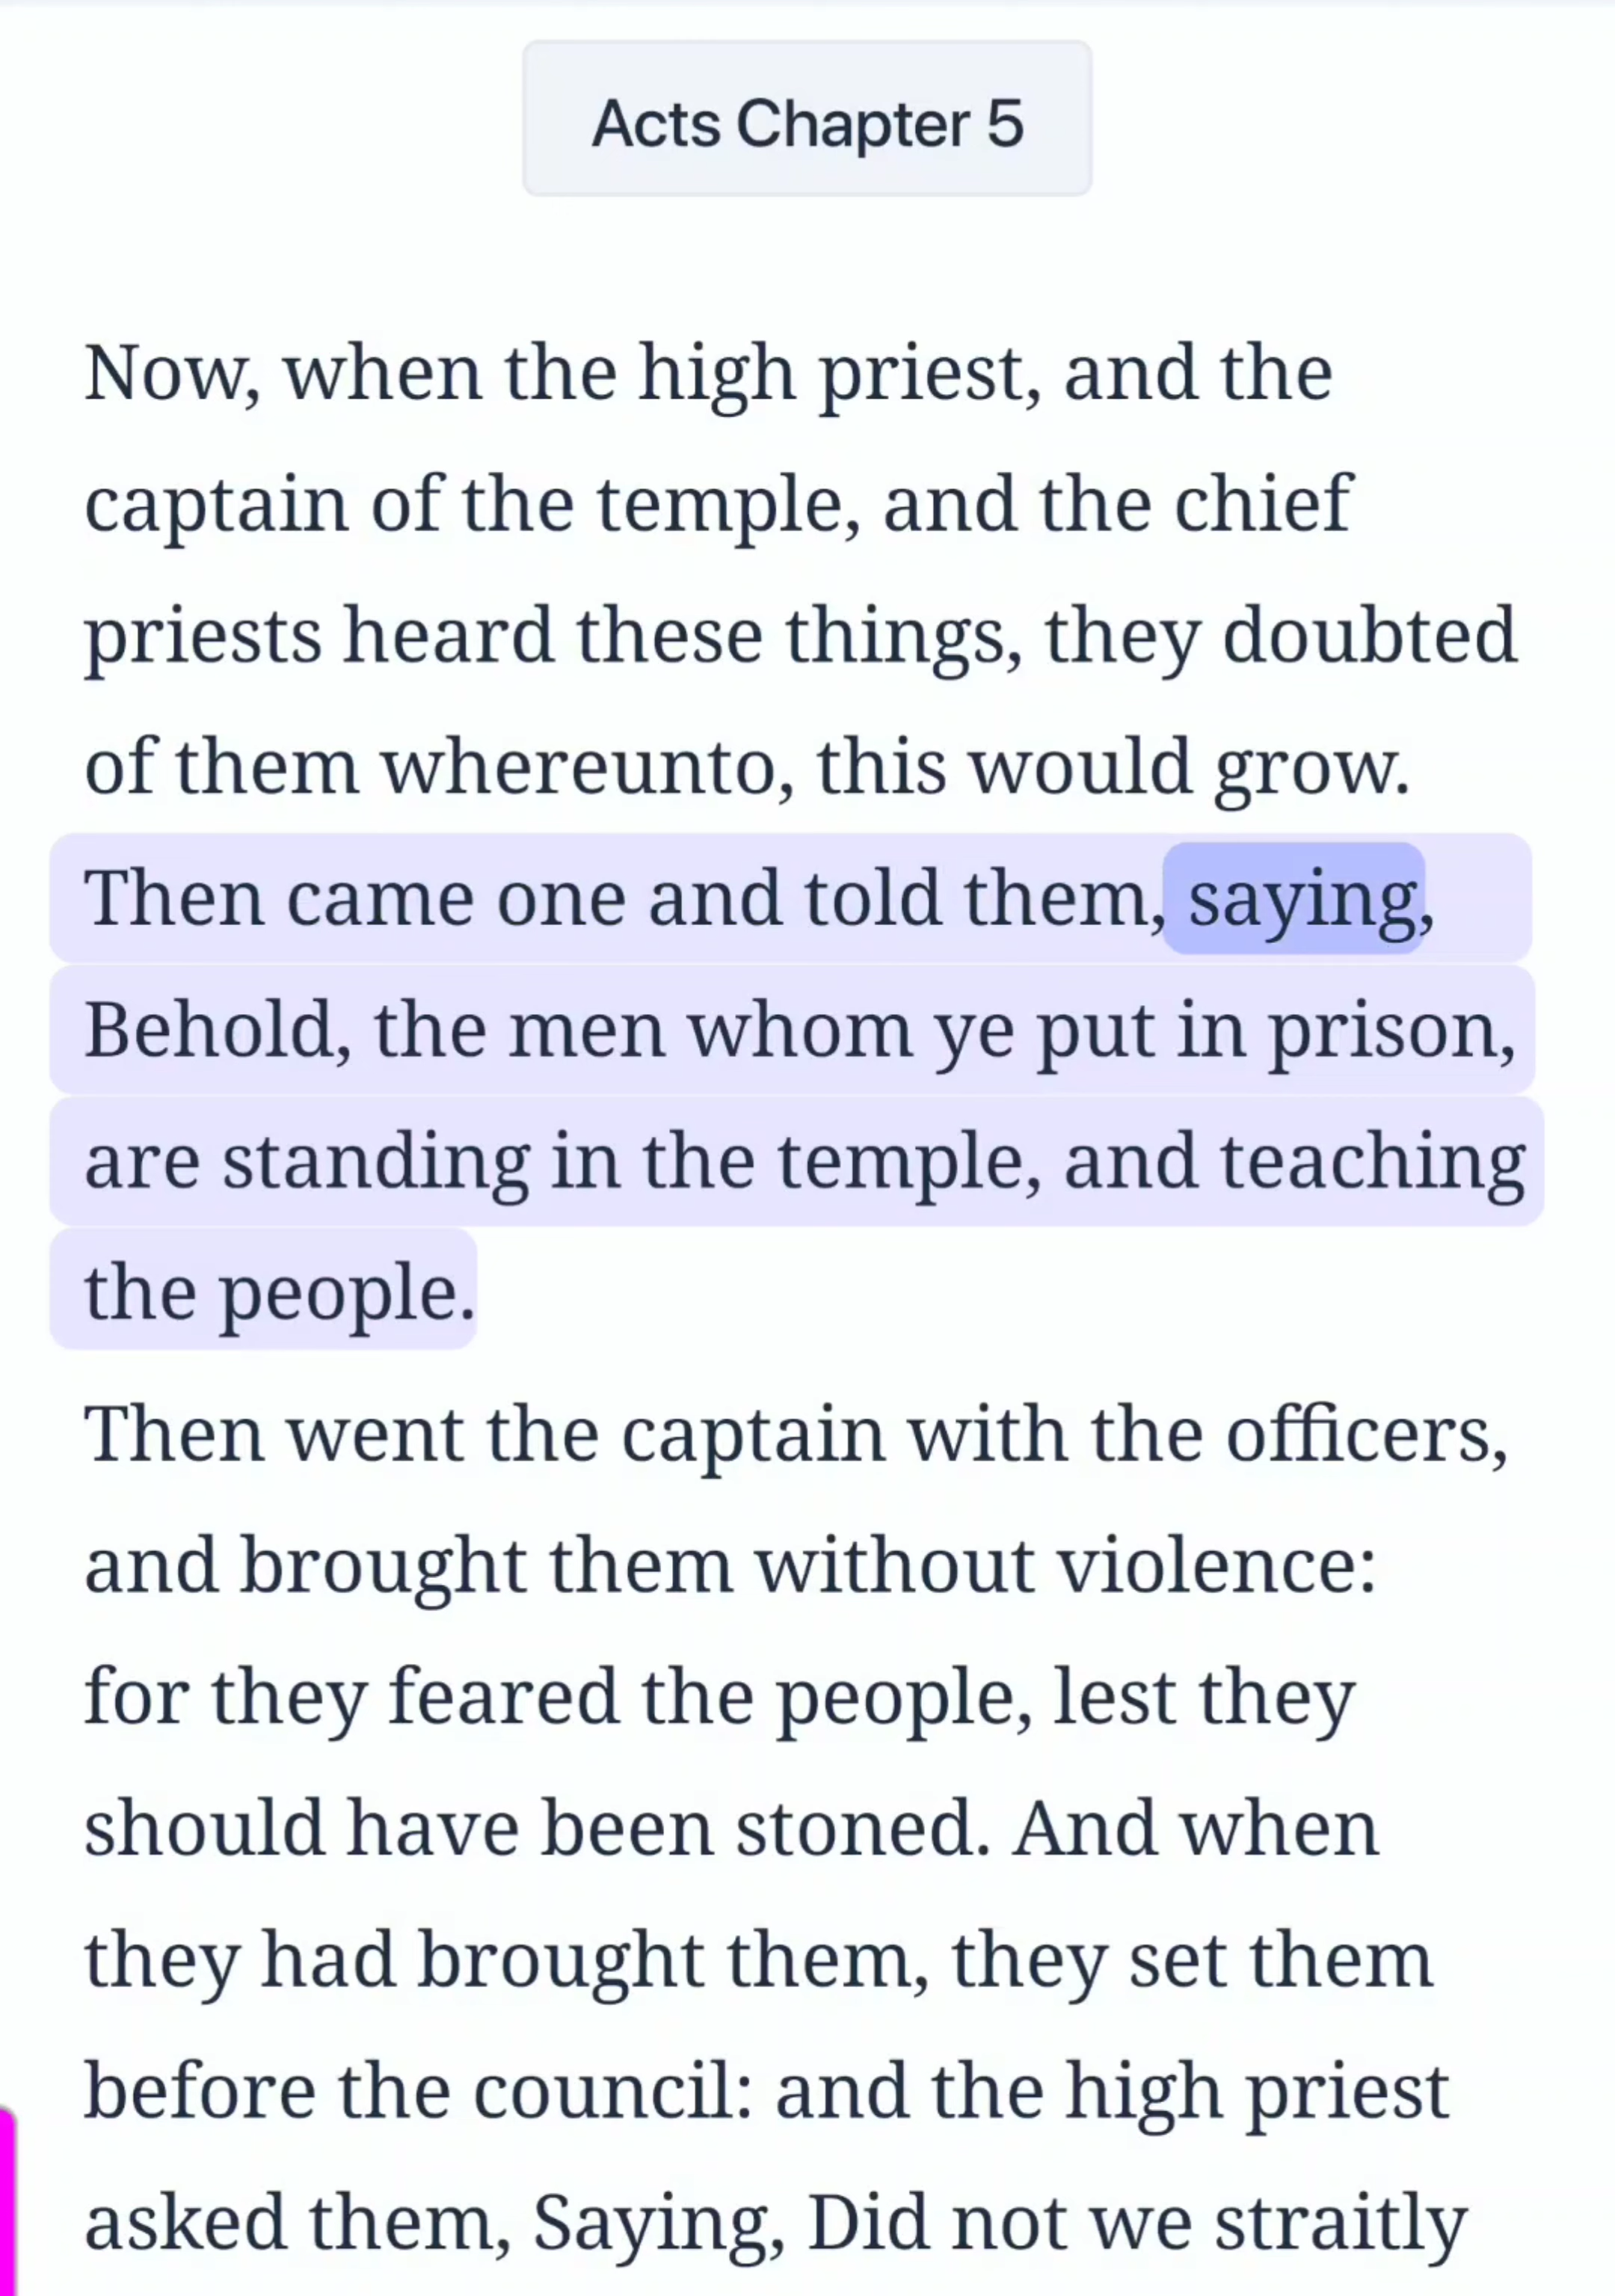 Acts Chapter 5
Now, when the high priest, and the
captain of the temple, and the chief
priests heard these things, they doubted
of them whereunto, this would grow.
Then came one and told them, saying,
Behold, the men whom ye put in prison,
are standing in the temple, and teaching
the people.
Then went the captain with the officers,
and brought them without violence:
for they feared the people, lest they
should have been stoned. And when
they had brought them, they set them
before the council: and the high priest
asked them, Saying, Did not we straitly